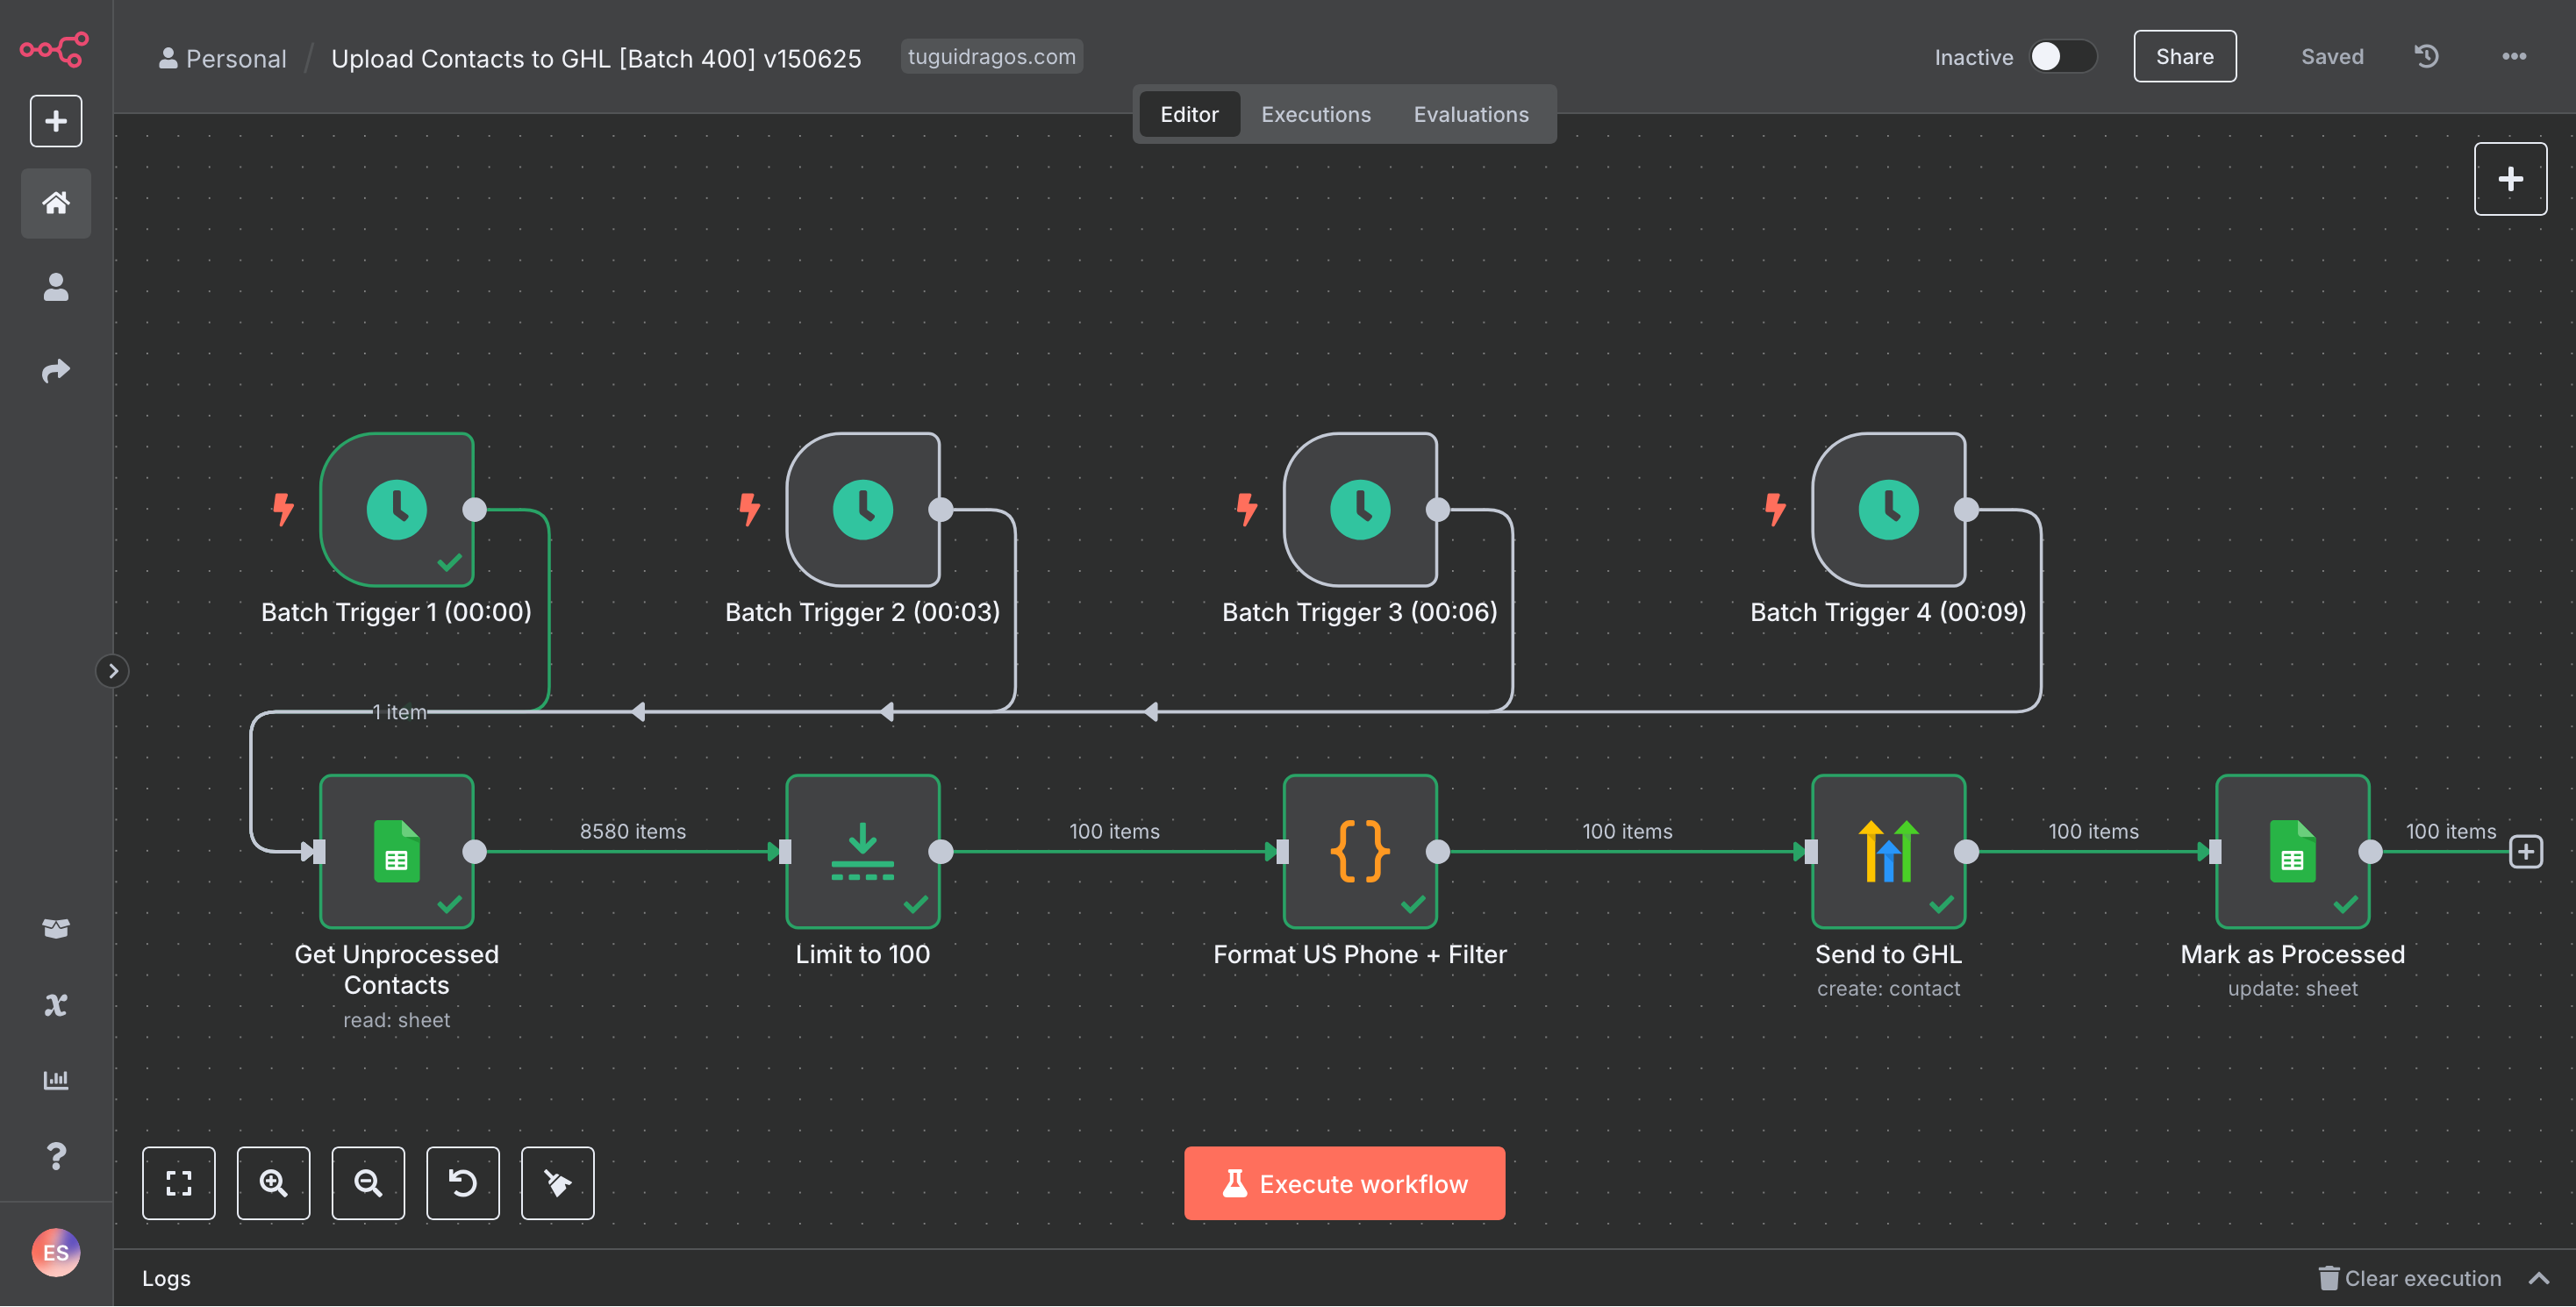 Personal / Upload Contacts to GHL [Batch 400] v150625 tuguidragos.com
Inactive Share Saved
Editor Executions Evaluations
Batch Trigger 1 (00:00)
Batch Trigger 2 (00:03)
Batch Trigger 3 (00:06)
Batch Trigger 4 (00:09)
1 item
8580 items
100 items
100 items
100 items
100 items
Get Unprocessed
Contacts
read: sheet
Limit to 100
Format US Phone + Filter
Send to GHL
create: contact
Mark as Processed
update: sheet
Execute workflow
ES
Logs
Clear execution